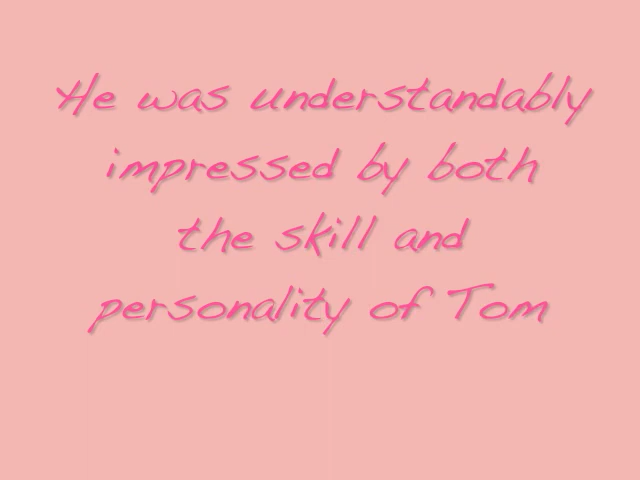 He was understandably
impressed by both
the skill and
personality of Tom